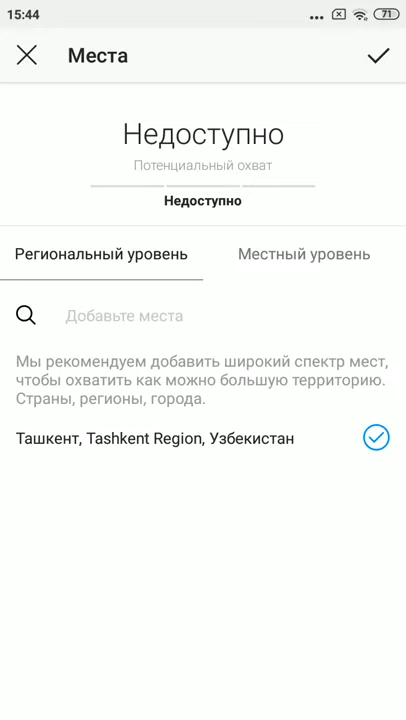 15:44
71
Места
Недоступно
Потенциальный охват
Недоступно
Региональный уровень
Местный уровень
Добавьте места
Мы рекомендуем добавить широкий спектр мест,
чтобы охватить как можно большую территорию.
Страны, регионы, города.
Ташкент, Tashkent Region, Узбекистан